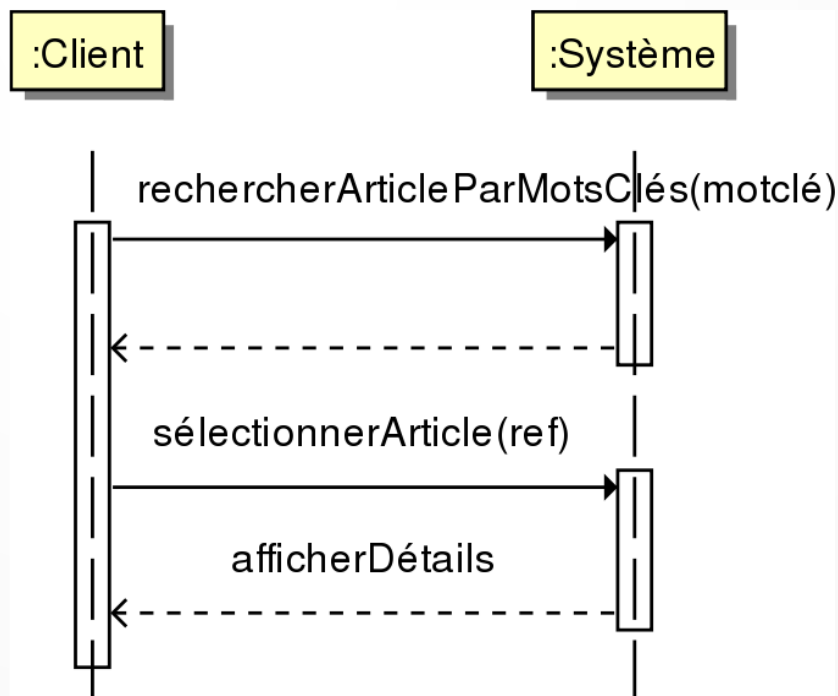 :Client
:Système
rechercherArticleParMotsClés(motclé)
sélectionnerArticle(ref)
afficherDétails